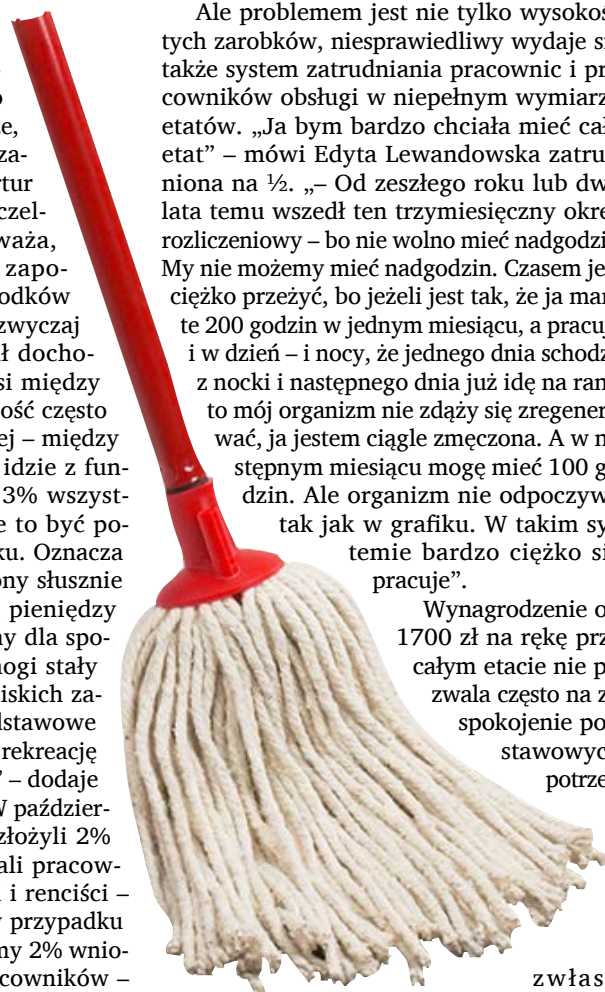 -
o
e,
za-
tur
czel-
waża,
zapo-
odków
zwyczaj
ł docho-
si między
ość często
ej – między
idzie z fun-
3% wszyst-
e to być po-
ku. Oznacza
ony słusznie
pieniędzy
ny dla spo-
nogi stały
iskich za-
dstawowe
rekreację
” – dodaje
W paździer-
złożyli 2%
ali pracow-
i renciści –
w przypadku
my 2% wnio-
cowników –
Ale problemem jest nie tylko wysokoś
tych zarobków, niesprawiedliwy wydaje si
także system zatrudniania pracownic i pr
cowników obsługi w niepełnym wymiarz
etatów. „Ja bym bardzo chciała mieć cał
etat” – mówi Edyta Lewandowska zatru
niona na ½. „– Od zeszłego roku lub dw
lata temu wszedł ten trzymiesięczny okre
rozliczeniowy – bo nie wolno mieć nadgodzi
My nie możemy mieć nadgodzin. Czasem je
ciężko przeżyć, bo jeżeli jest tak, że ja mam
te 200 godzin w jednym miesiącu, a pracuj
i w dzień – i nocy, że jednego dnia schodz
z nocki i następnego dnia już idę na ran
to mój organizm nie zdąży się zregener
wać, ja jestem ciągle zmęczona. A w n
stępnym miesiącu mogę mieć 100 g
dzin. Ale organizm nie odpoczyw
tak jak w grafiku. W takim sy
temie bardzo ciężko si
pracuje”.
Wynagrodzenie o
1700 zł na rękę prz
całym etacie nie p
zwala często na z
spokojenie po
stawowyc
potrze
zwłas